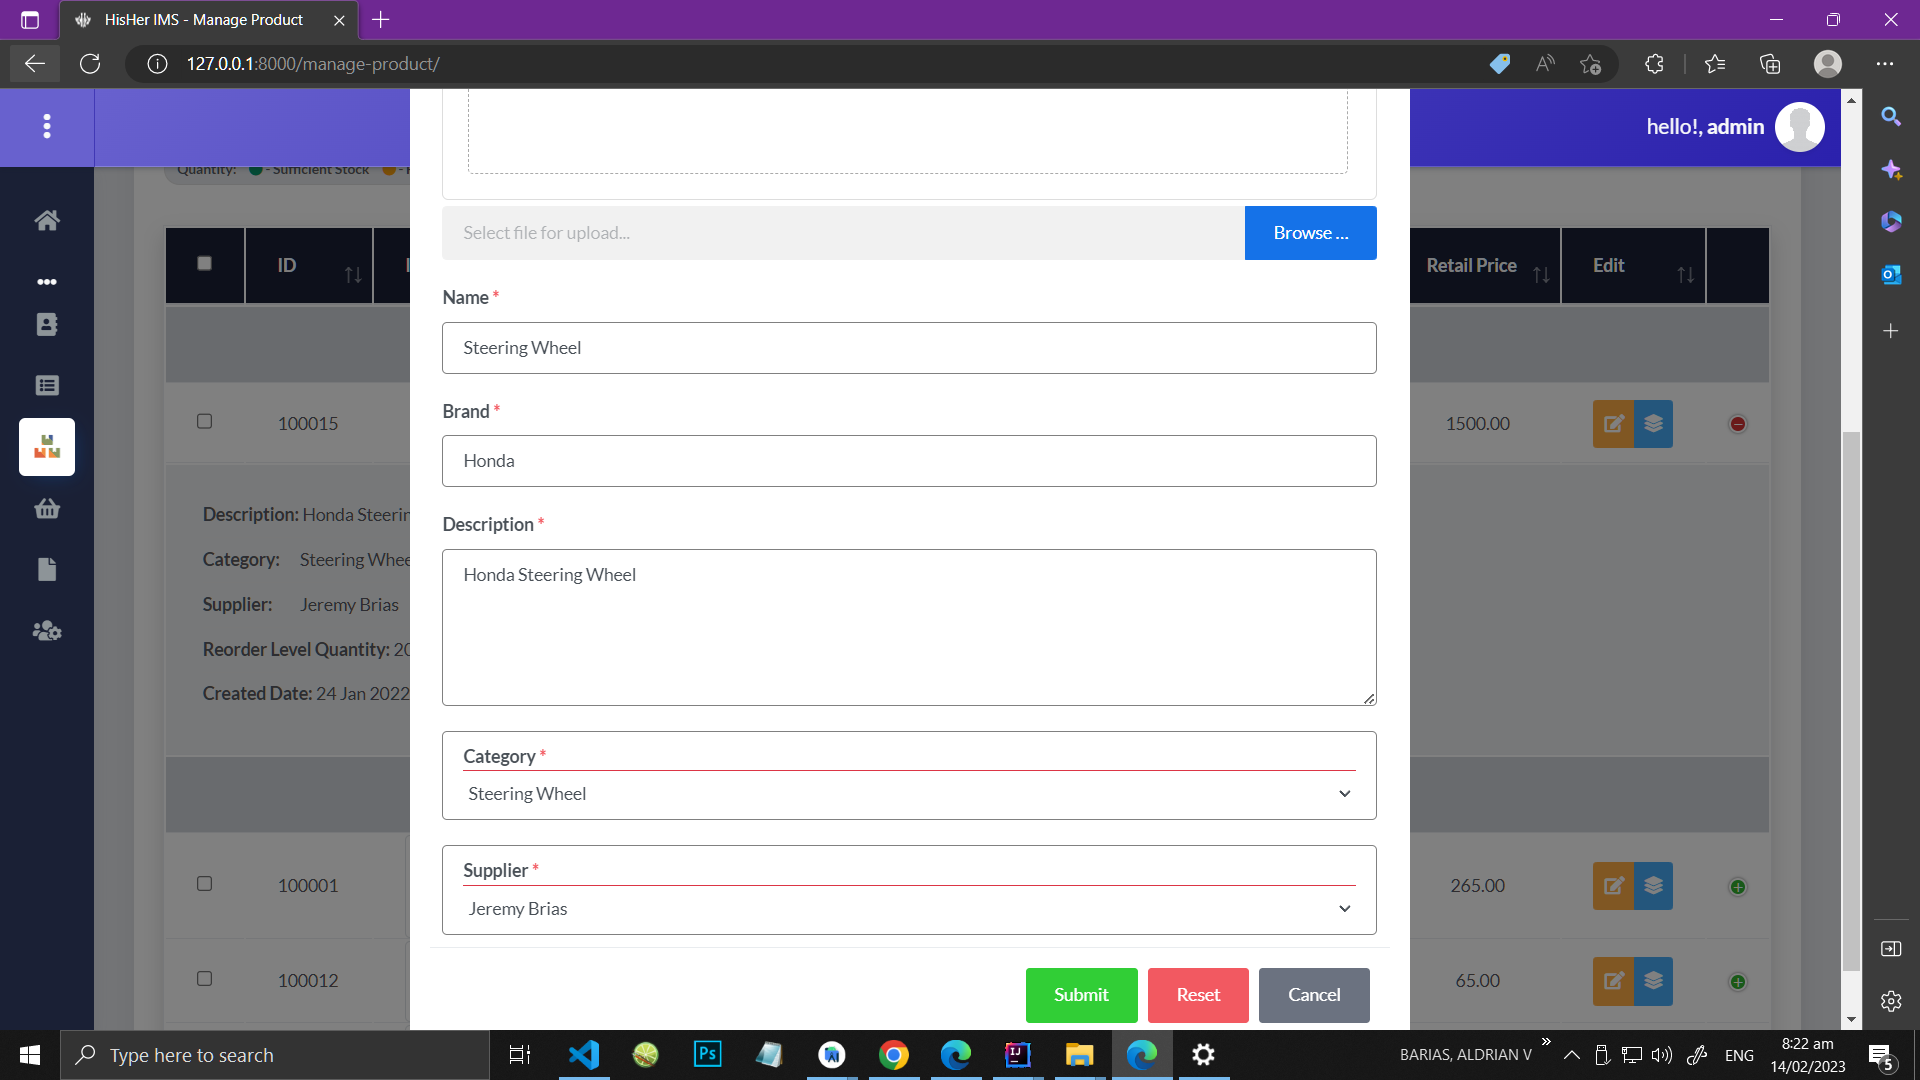 HisHer IMS - Manage Product
127.0.0.1:8000/manage-product/
hello!, admin
Quantity: - Sufficient Stock
Select file for upload...
Browse ...
ID
Retail Price
Edit
Name *
Steering Wheel
Brand *
Honda
100015
1500.00
Description *
Honda Steering Wheel
Description: Honda
Category: Steering
Supplier: Jeremy Brias
Reorder Level Quantity:
Created Date: 24 Jan 2022
Category *
Steering Wheel
Supplier *
Jeremy Brias
100001
265.00
100012
65.00
Submit
Reset
Cancel
Type here to search
Ps
IJ
BARIAS, ALDRIAN V
ENG
8:22 am
14/02/2023
5